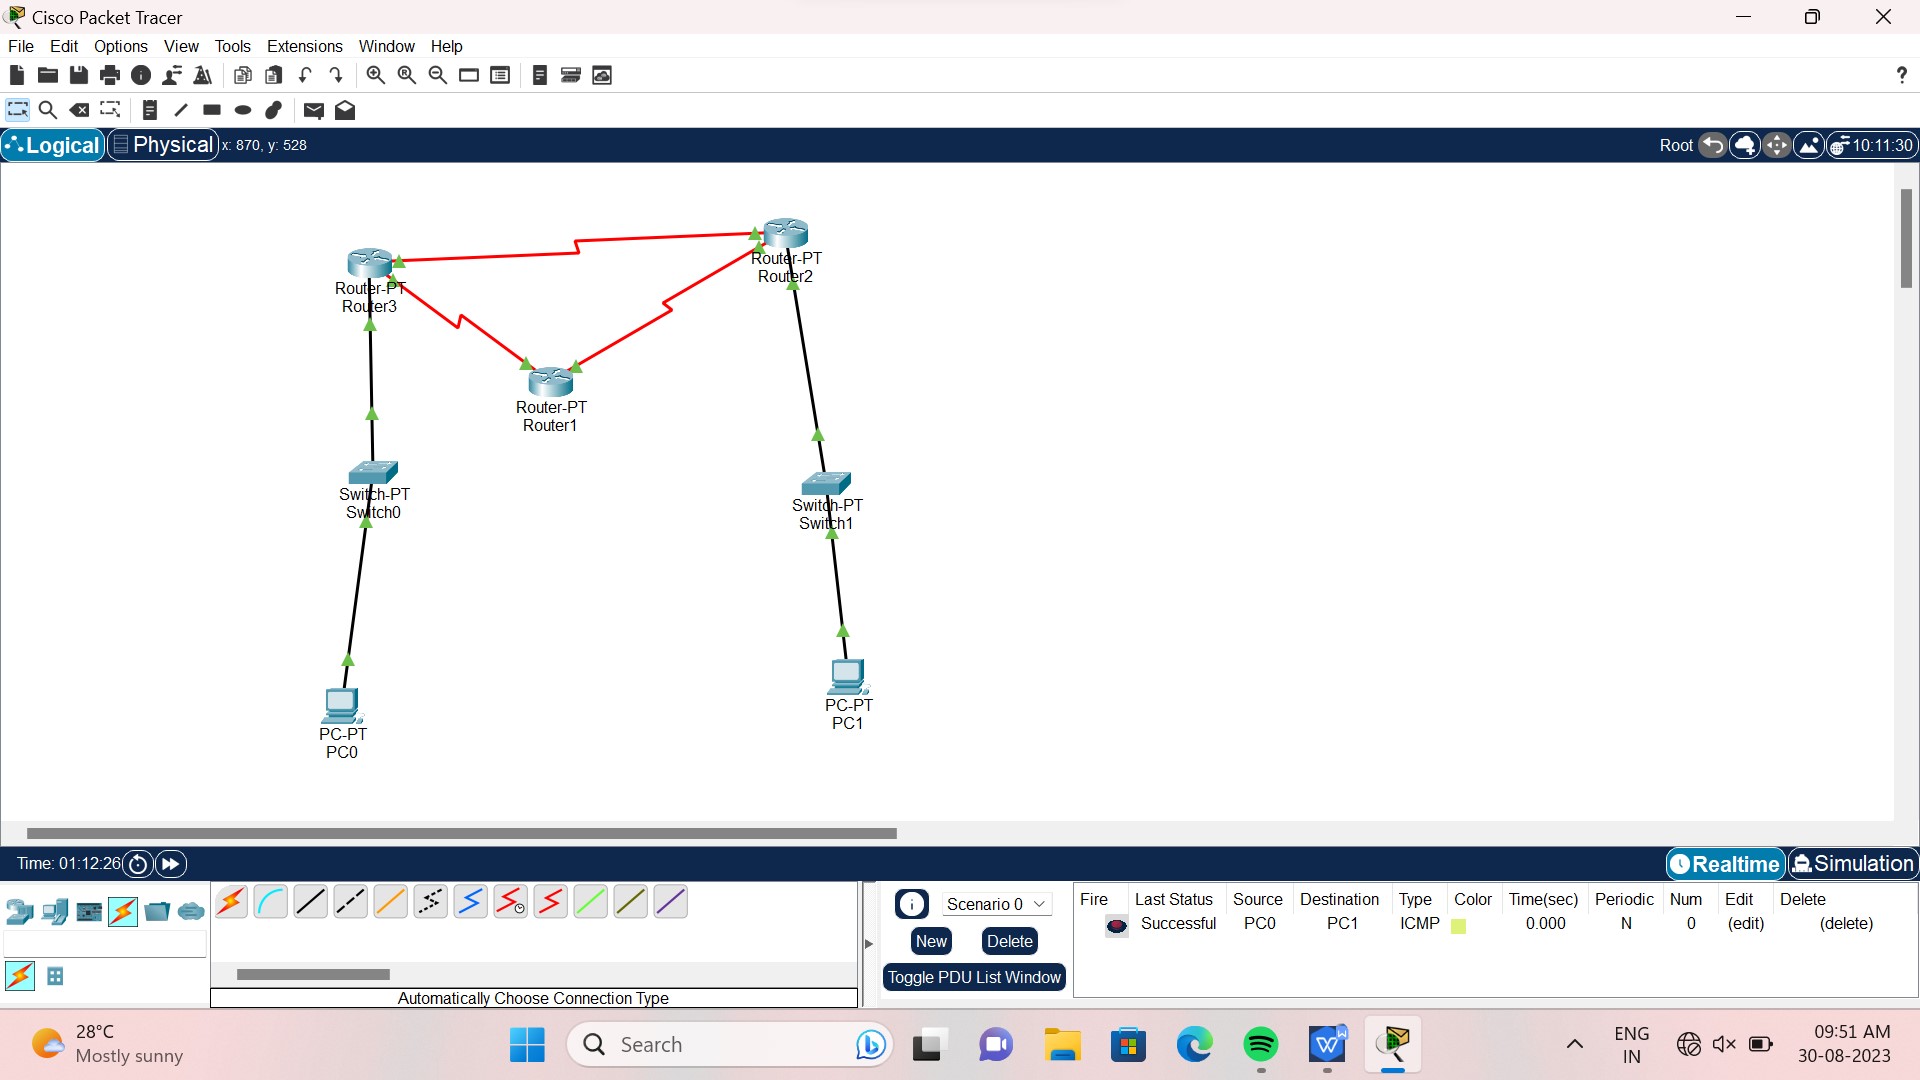 Cisco Packet Tracer
File Edit Options View Tools Extensions Window Help
?
Logical Physical x: 870, y: 528 Root 10:11:30
Router-PT
Router2
Router-PT
Router3
Router-PT
Router1
Switch-PT
Switch0
Switch-PT
Switch1
PC-PT
PC1
PC-PT
PC0
Time: 01:12:26 Realtime Simulation
Scenario 0
New Delete
Toggle PDU List Window
Automatically Choose Connection Type
Fire Last Status Source Destination Type Color Time(sec) Periodic Num Edit Delete
Successful PC0 PC1 ICMP 0.000 N 0 (edit) (delete)
28°C
Mostly sunny
Search
ENG
IN
09:51 AM
30-08-2023